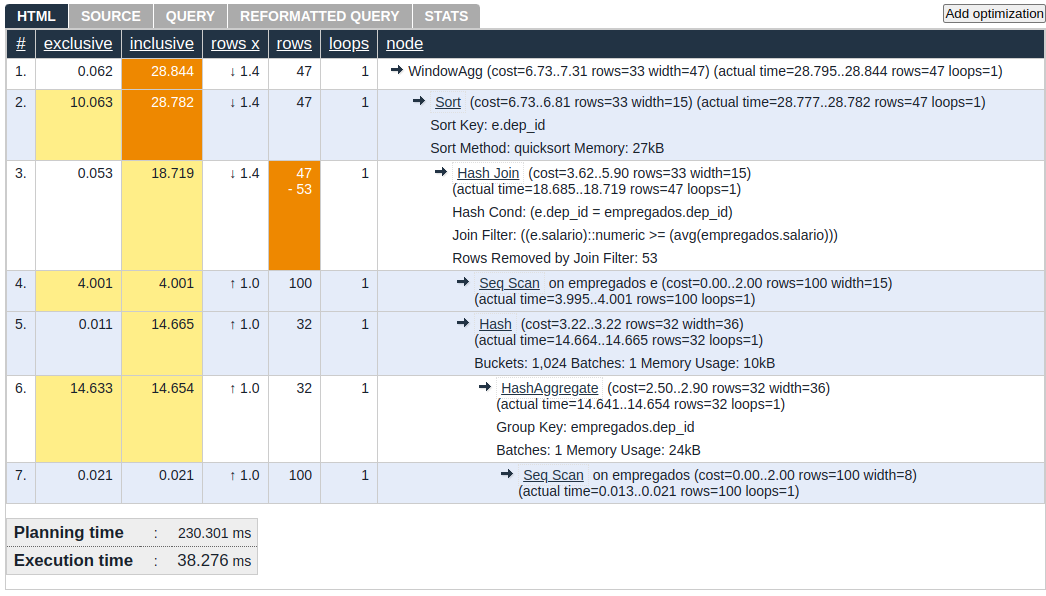 HTML SOURCE QUERY REFORMATTED QUERY STATS Add optimization
# exclusive inclusive rows x rows loops node
1. 0.062 28.844 ↓ 1.4 47 1 → WindowAgg (cost=6.73..7.31 rows=33 width=47) (actual time=28.795..28.844 rows=47 loops=1)
2. 10.063 28.782 ↓ 1.4 47 1 → Sort (cost=6.73..6.81 rows=33 width=15) (actual time=28.777..28.782 rows=47 loops=1)
Sort Key: e.dep_id
Sort Method: quicksort Memory: 27kB
3. 0.053 18.719 ↓ 1.4 47 1 → Hash Join (cost=3.62..5.90 rows=33 width=15)
- 53 (actual time=18.685..18.719 rows=47 loops=1)
Hash Cond: (e.dep_id = empregados.dep_id)
Join Filter: ((e.salario)::numeric >= (avg(empregados.salario)))
Rows Removed by Join Filter: 53
4. 4.001 4.001 ↑ 1.0 100 1 → Seq Scan on empregados e (cost=0.00..2.00 rows=100 width=15)
(actual time=3.995..4.001 rows=100 loops=1)
5. 0.011 14.665 ↑ 1.0 32 1 → Hash (cost=3.22..3.22 rows=32 width=36)
(actual time=14.664..14.665 rows=32 loops=1)
Buckets: 1,024 Batches: 1 Memory Usage: 10kB
6. 14.633 14.654 ↑ 1.0 32 1 → HashAggregate (cost=2.50..2.90 rows=32 width=36)
(actual time=14.641..14.654 rows=32 loops=1)
Group Key: empregados.dep_id
Batches: 1 Memory Usage: 24kB
7. 0.021 0.021 ↑ 1.0 100 1 → Seq Scan on empregados (cost=0.00..2.00 rows=100 width=8)
(actual time=0.013..0.021 rows=100 loops=1)
Planning time : 230.301 ms
Execution time : 38.276 ms